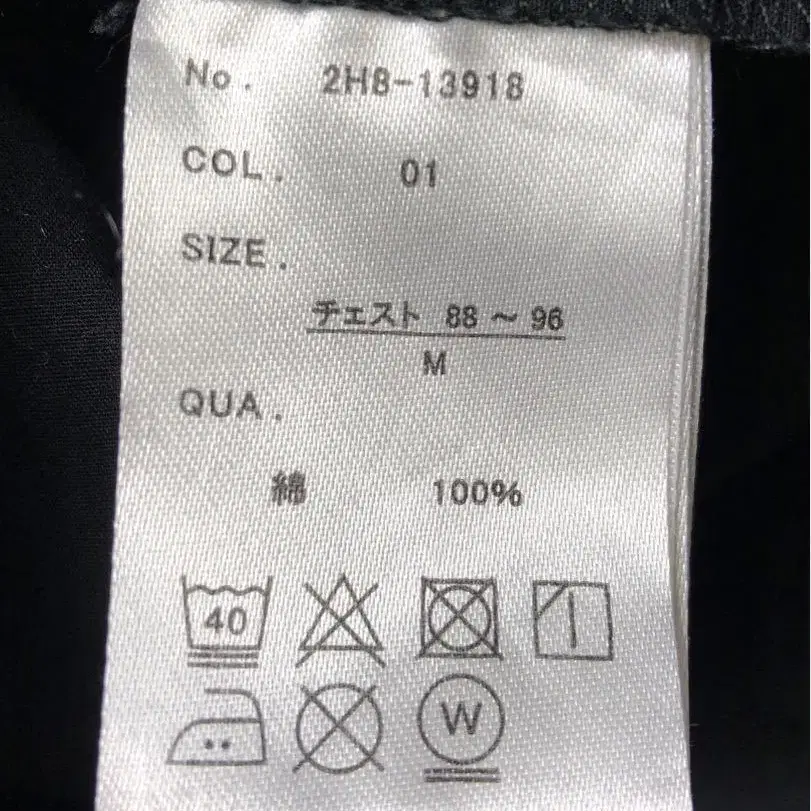 No. 2H8-13918
COL. 01
SIZE.
チェスト 88 ~ 96
M
QUA.
綿 100%
40
W